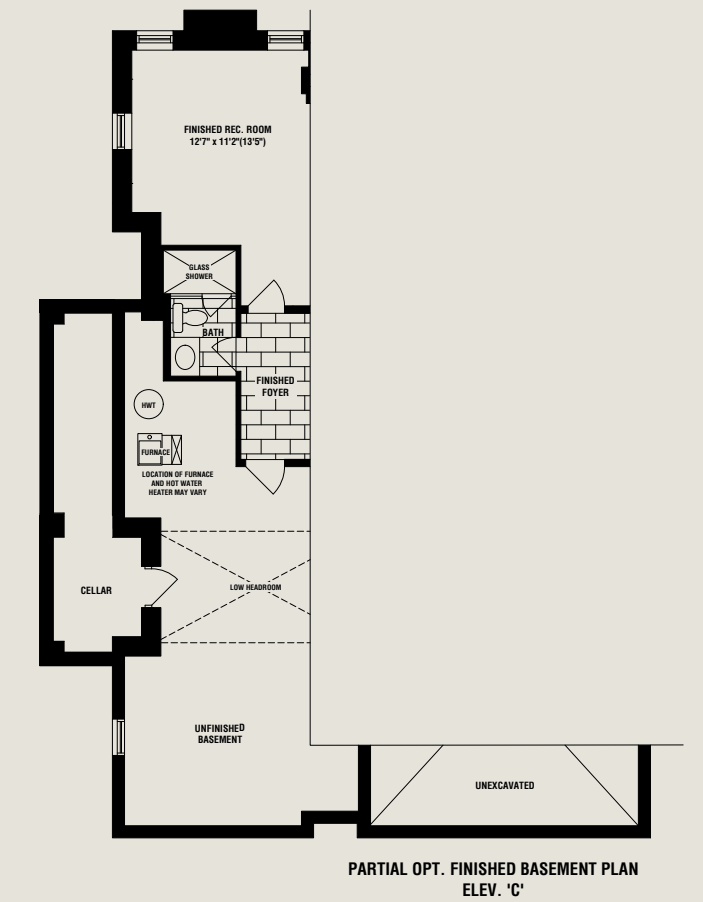 FINISHED REC. ROOM
12'7" x 11'2"(13'5")
GLASS
SHOWER
BATH
FINISHED
FOYER
HWT
FURNACE
LOCATION OF FURNACE
AND HOT WATER
HEATER MAY VARY
CELLAR
LOW HEADROOM
UNFINISHED
BASEMENT
UNEXCAVATED
PARTIAL OPT. FINISHED BASEMENT PLAN
ELEV. 'C'